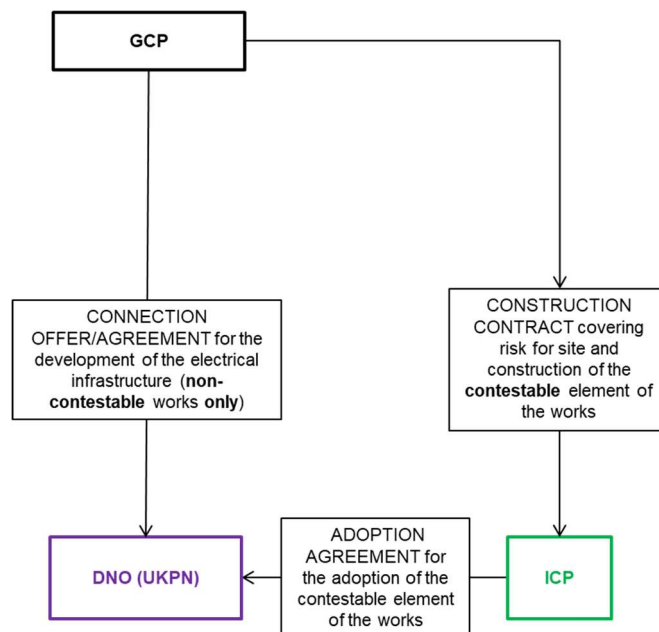 GCP
CONNECTION
OFFER/AGREEMENT for the
development of the electrical
infrastructure (non-
contestable works only)
CONSTRUCTION
CONTRACT covering
risk for site and
construction of the
contestable element of
the works
DNO (UKPN)
ADOPTION
AGREEMENT for
the adoption of the
contestable element
of the works
ICP